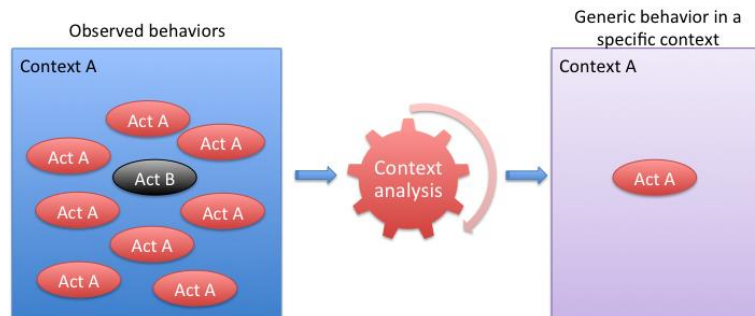 Observed behaviors
Context A
Act A
Act A
Act A
Act B
Act A
Act A
Act A
Act A
Act A
Context
analysis
Generic behavior in a
specific context
Context A
Act A